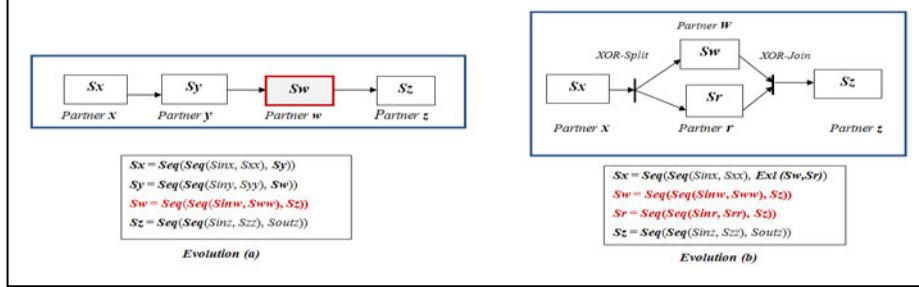 Sx
Sy
Sw
Sz
Partner x
Partner y
Partner w
Partner z
Sx = Seq(Seq(Sinx, Sxx), Sy))
Sy = Seq(Seq(Siny, Syy), Sw))
Sw = Seq(Seq(Sinw, Sww), Sz))
Sz = Seq(Seq(Sinz, Szz), Soutz))
Evolution (a)
Partner W
XOR-Split
Sw
XOR-Join
Sx
Sz
Sr
Partner x
Partner r
Partner z
Sx = Seq(Seq(Sinx, Sxx), Exl (Sw,Sr))
Sw = Seq(Seq(Sinw, Sww), Sz))
Sr = Seq(Seq(Sinr, Srr), Sz))
Sz = Seq(Seq(Sinz, Szz), Soutz))
Evolution (b)